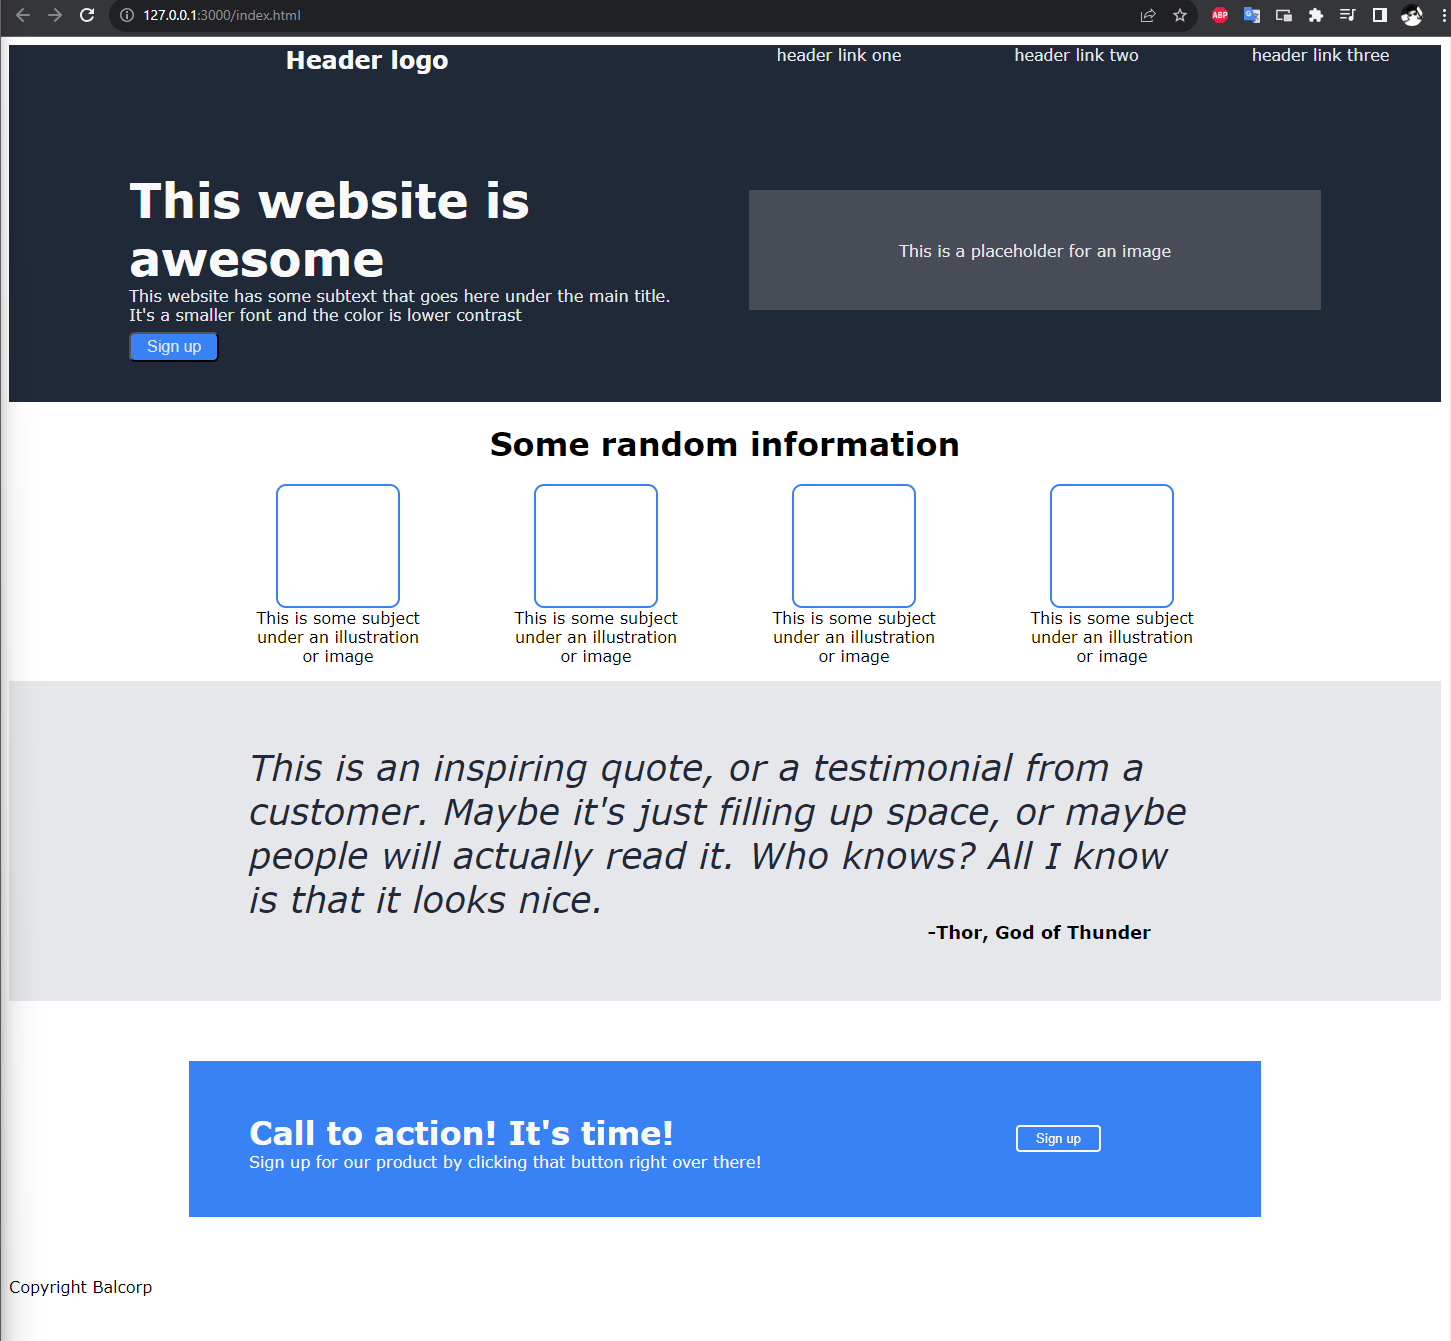 127.0.0.1:3000/index.html
ABP
Header logo
header link one
header link two
header link three
This website is
awesome
This website has some subtext that goes here under the main title.
It's a smaller font and the color is lower contrast
Sign up
This is a placeholder for an image
Some random information
This is some subject
under an illustration
or image
This is some subject
under an illustration
or image
This is some subject
under an illustration
or image
This is some subject
under an illustration
or image
This is an inspiring quote, or a testimonial from a
customer. Maybe it's just filling up space, or maybe
people will actually read it. Who knows? All I know
is that it looks nice.
-Thor, God of Thunder
Call to action! It's time!
Sign up for our product by clicking that button right over there!
Sign up
Copyright Balcorp